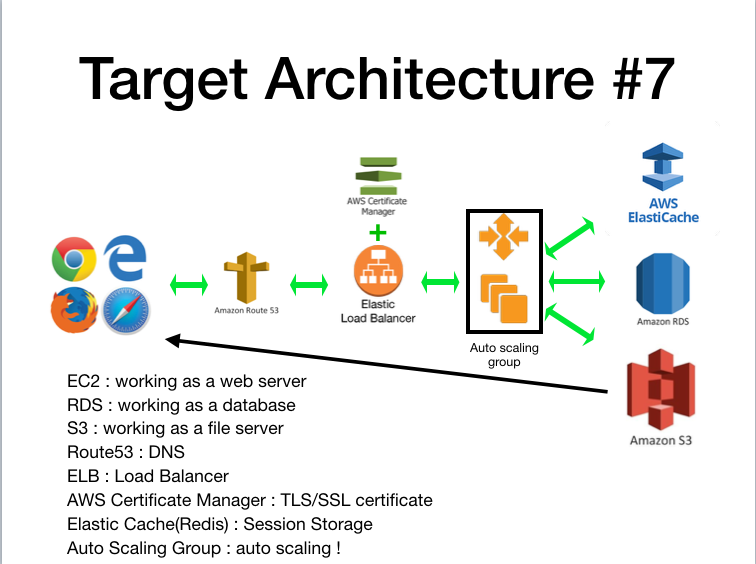 Target Architecture #7
AWS Certificate
Manager
AWS
ElastiCache
Amazon Route 53
Elastic
Load Balancer
Auto scaling
group
Amazon RDS
Amazon S3
EC2 : working as a web server
RDS : working as a database
S3 : working as a file server
Route53 : DNS
ELB : Load Balancer
AWS Certificate Manager : TLS/SSL certificate
Elastic Cache(Redis) : Session Storage
Auto Scaling Group : auto scaling !